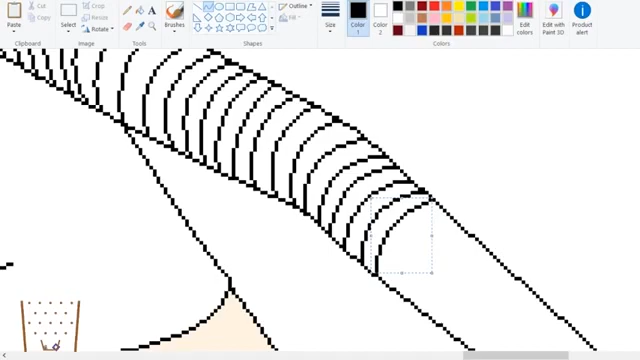 Paste
Cut
Copy
Clipboard
Select
Crop
Resize
Rotate
Image
Tools
Brushes
Outline
Fill
Shapes
Size
Color
1
Color
2
Colors
Edit
colors
Edit with
Paint 3D
Product
alert